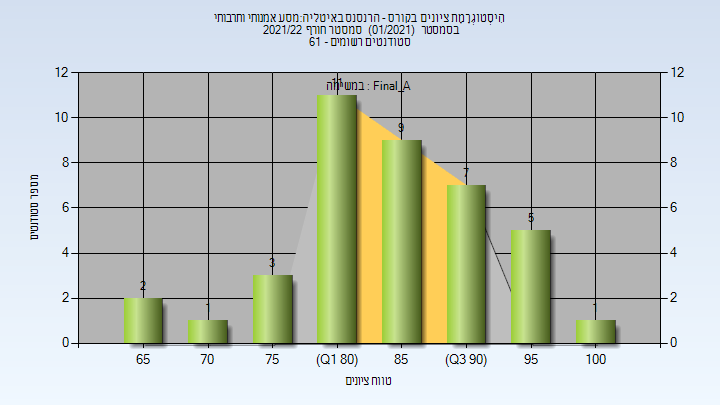 היסטוגרמת ציונים בקורס - הרנסנס באיטליה:מסע אמנותי ותרבותי
בסמסטר (01/2021) סמסטר חורף 2021/22
סטודנטים רשומים - 61
במשימה : Final_A
12 12
10 10
8 8
6 6
4 4
2 2
0 0
2 1 3 11 9 7 5 1
65 70 75 (Q1 80) 85 (Q3 90) 95 100
מספר סטודנטים
טווח ציונים